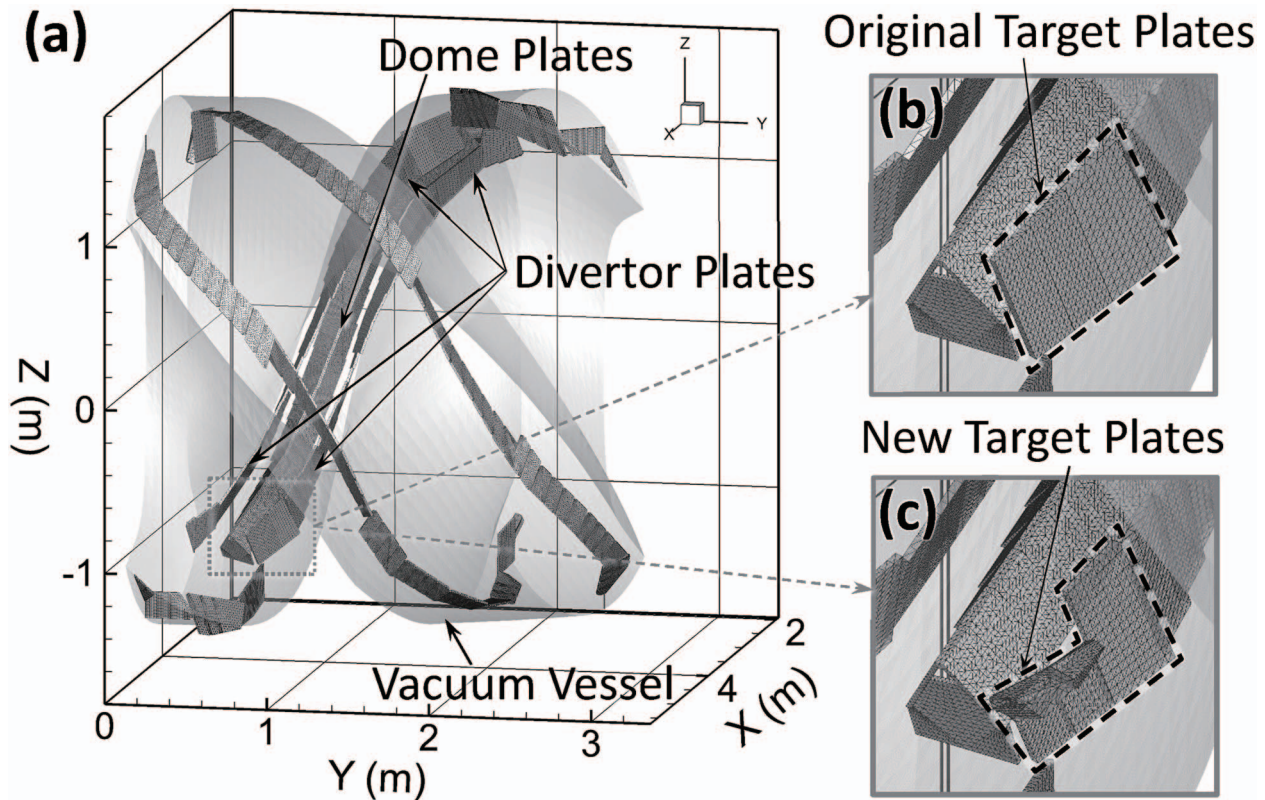 (a)
Dome Plates
Divertor Plates
Vacuum Vessel
Z
X
Y
1
0
-1
Z (m)
0
1
2
3
Y (m)
2
4
X (m)
Original Target Plates
(b)
New Target Plates
(c)